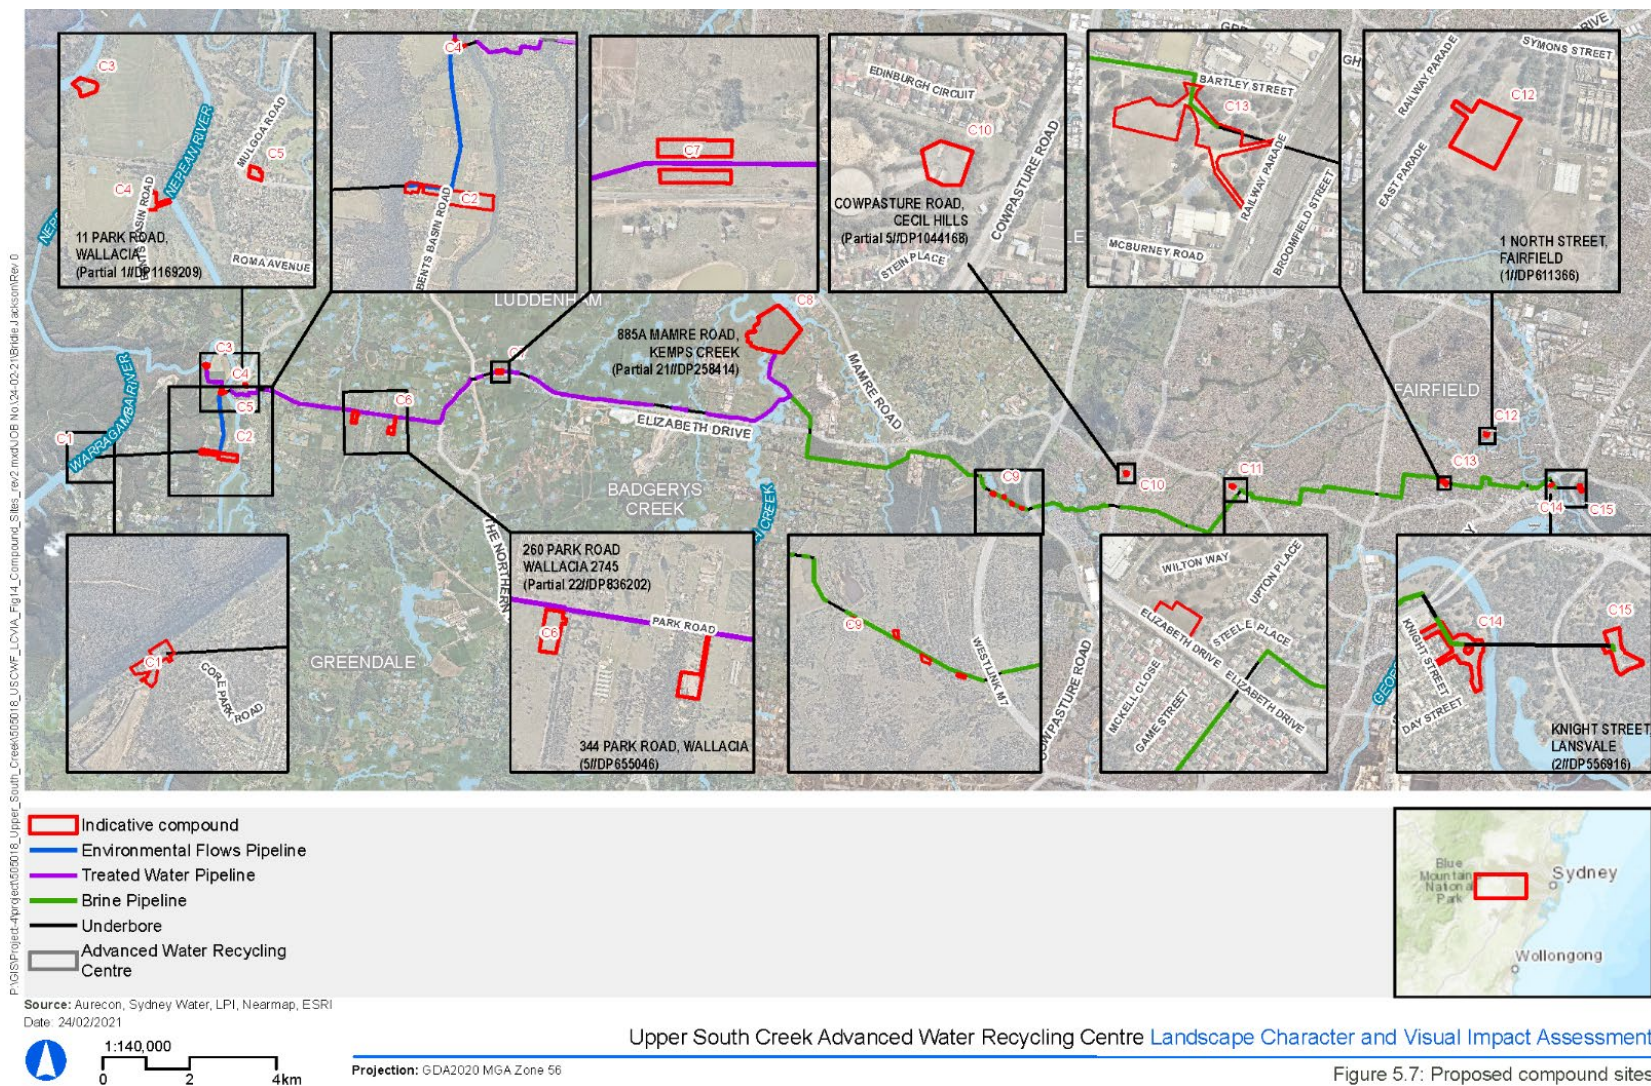 C3
NEPEAN RIVER
MULGOA ROAD
C5
C4
BENTS BASIN ROAD
11 PARK ROAD,
WALLACIA
(Partial 1//DP1169209)
ROMA AVENUE
C4
C2
BENTS BASIN ROAD
C7
EDINBURGH CIRCUIT
C10
COWPASTURE ROAD
COWPASTURE ROAD,
CECIL HILLS
(Partial 5//DP1044168)
STEIN PLACE
BARTLEY STREET
C13
RAILWAY PARADE
BROOMFIELD STREET
MCBURNEY ROAD
SYMONS STREET
RAILWAY PARADE
C12
EAST PARADE
1 NORTH STREET,
FAIRFIELD
(1//DP611366)
LUDDENHAM
C8
885A MAMRE ROAD,
KEMPS CREEK
(Partial 21//DP258414)
MAMRE ROAD
WARRAGAMBA RIVER
C3
C4
C5
C1
C2
C6
ELIZABETH DRIVE
FAIRFIELD
C12
C9
C10
C11
C13
C14
C15
BADGERYS
CREEK
THE NORTHERN
GREENDALE
COWPASTURE ROAD
C1
CORE PARK ROAD
260 PARK ROAD
WALLACIA 2745
(Partial 22//DP836202)
C6
PARK ROAD
344 PARK ROAD, WALLACIA
(5//DP655046)
C9
WESTLINK M7
WILTON WAY
UPTON PLACE
ELIZABETH DRIVE
STEELE PLACE
ELIZABETH DRIVE
MCKELL CLOSE
GAME STREET
C14
C15
KNIGHT STREET
DAY STREET
KNIGHT STREET,
LANSVALE
(2//DP556916)
Indicative compound
Environmental Flows Pipeline
Treated Water Pipeline
Brine Pipeline
Underbore
Advanced Water Recycling
Centre
Blue
Mountain
National
Park
Sydney
Wollongong
Source: Aurecon, Sydney Water, LPI, Nearmap, ESRI
Date: 24/02/2021
1:140,000
0 2 4km
Projection: GDA2020 MGA Zone 56
Upper South Creek Advanced Water Recycling Centre Landscape Character and Visual Impact Assessment
Figure 5.7: Proposed compound sites